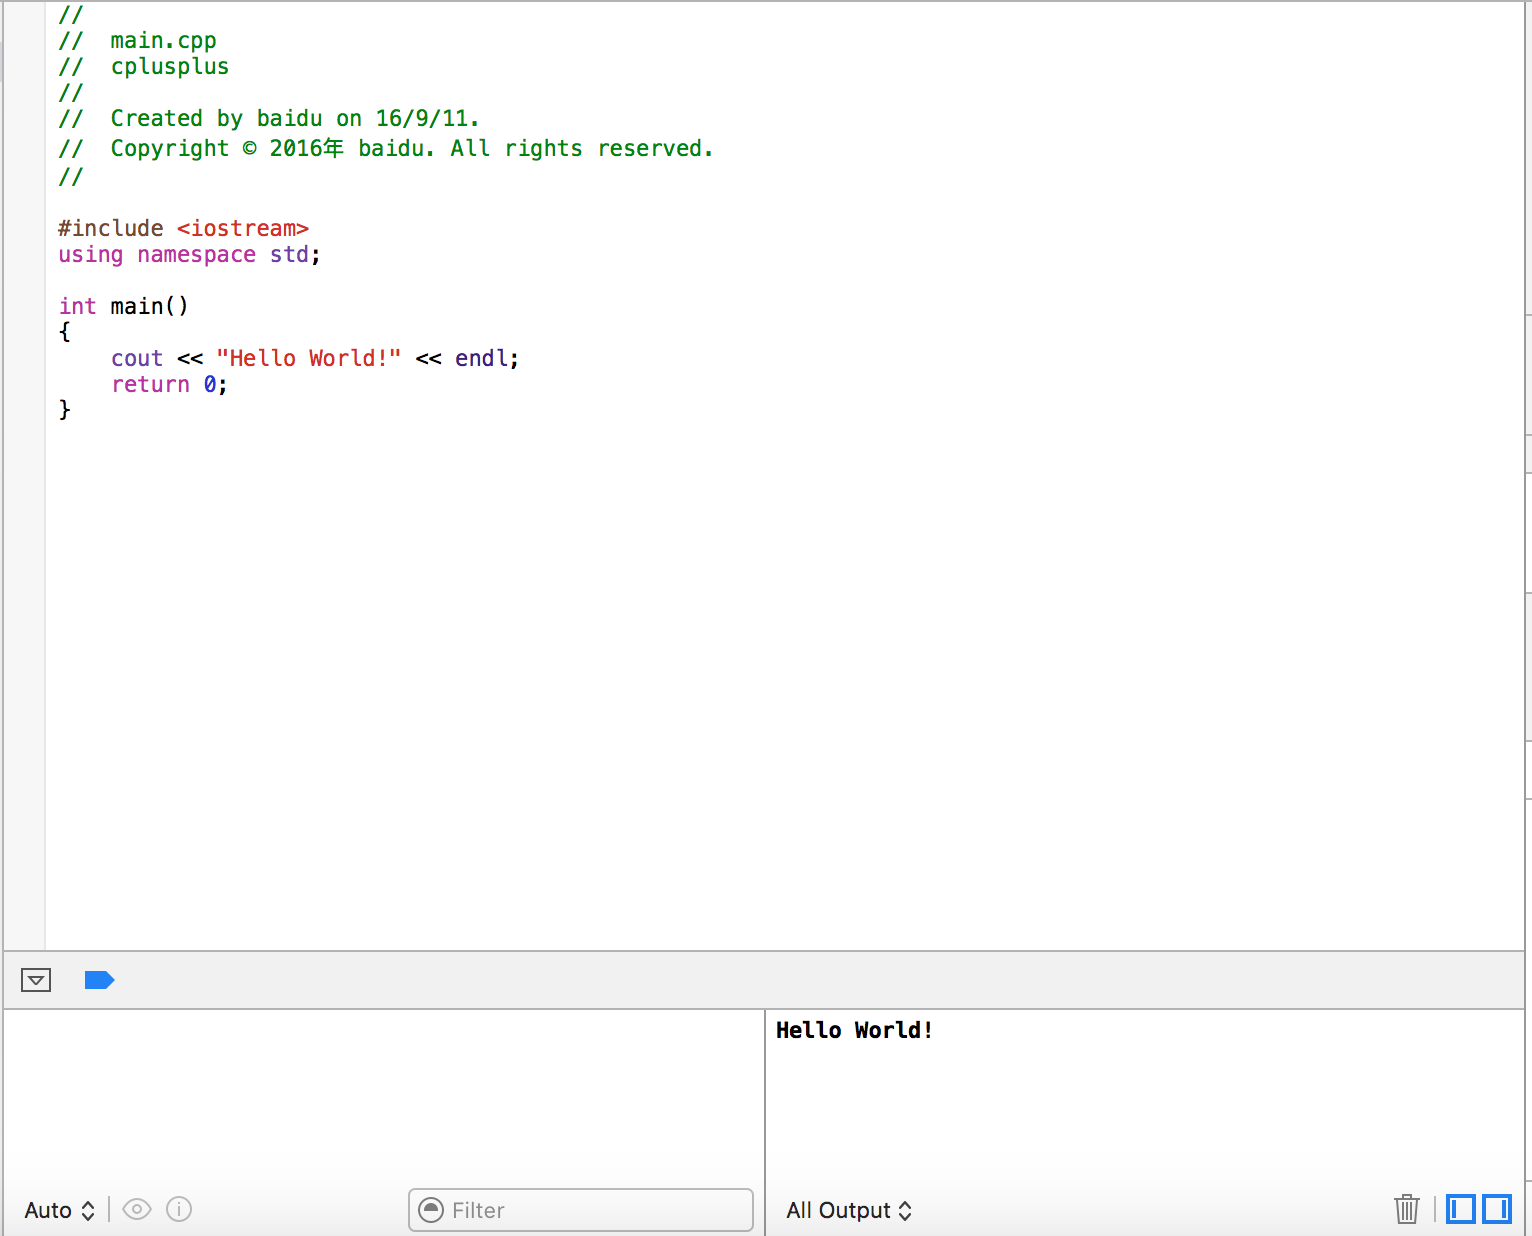 //
//  main.cpp
//  cplusplus
//
//  Created by baidu on 16/9/11.
//  Copyright © 2016年 baidu. All rights reserved.
//
#include <iostream>
using namespace std;
int main()
{
    cout << "Hello World!" << endl;
    return 0;
}
Hello World!
Auto
Filter
All Output